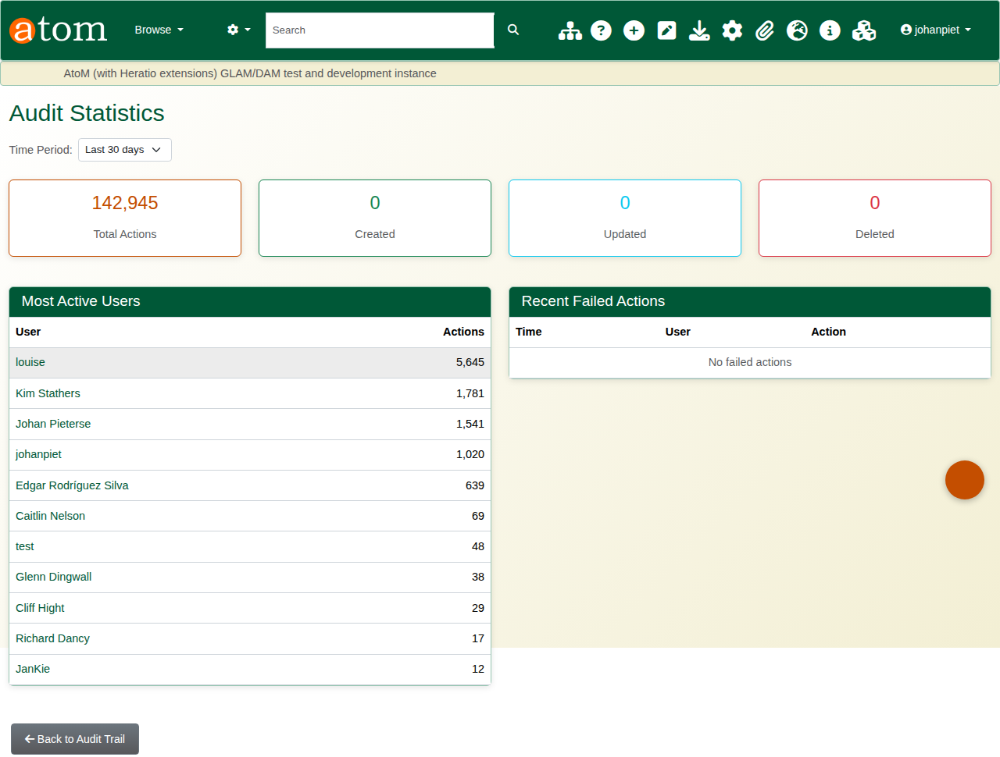 atom
Browse
Search
johanpiet
AtoM (with Heratio extensions) GLAM/DAM test and development instance
Audit Statistics
Time Period: Last 30 days
142,945
Total Actions
0
Created
0
Updated
0
Deleted
Most Active Users
User Actions
louise 5,645
Kim Stathers 1,781
Johan Pieterse 1,541
johanpiet 1,020
Edgar Rodríguez Silva 639
Caitlin Nelson 69
test 48
Glenn Dingwall 38
Cliff Hight 29
Richard Dancy 17
JanKie 12
Recent Failed Actions
Time User Action
No failed actions
Back to Audit Trail